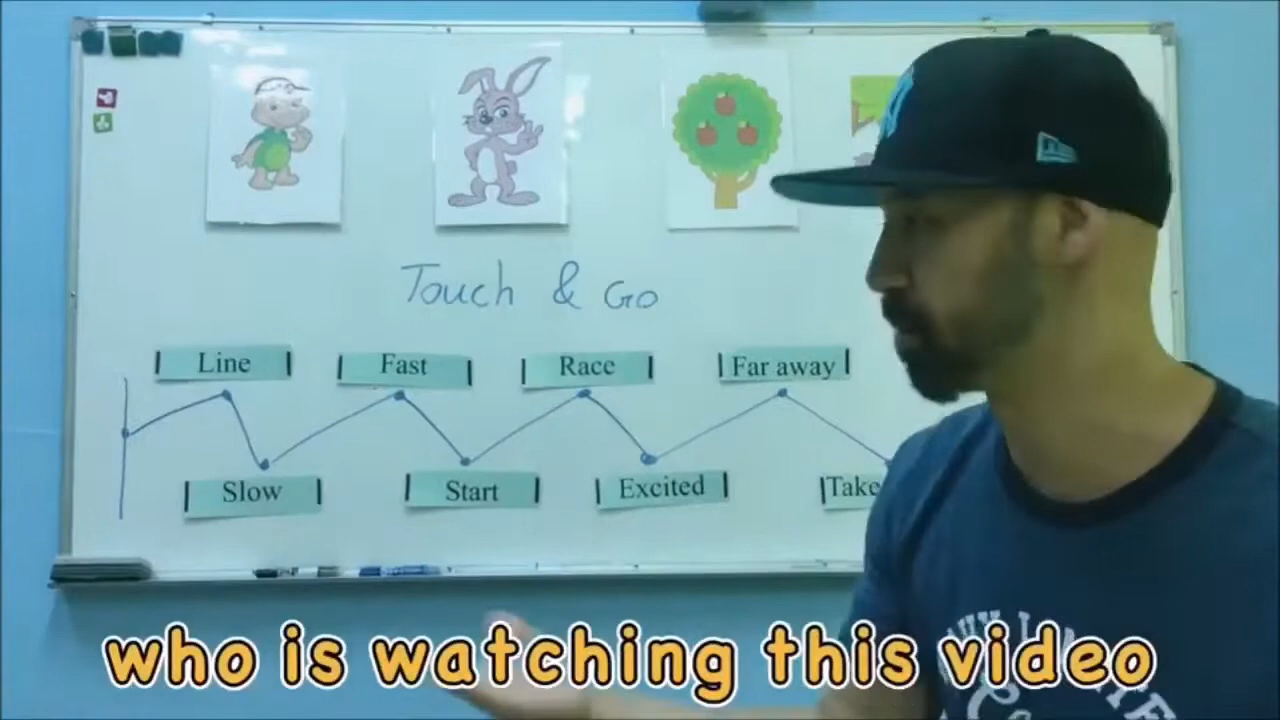 Touch & Go
Line Fast Race Far away
Slow Start Excited Take
who is watching this video